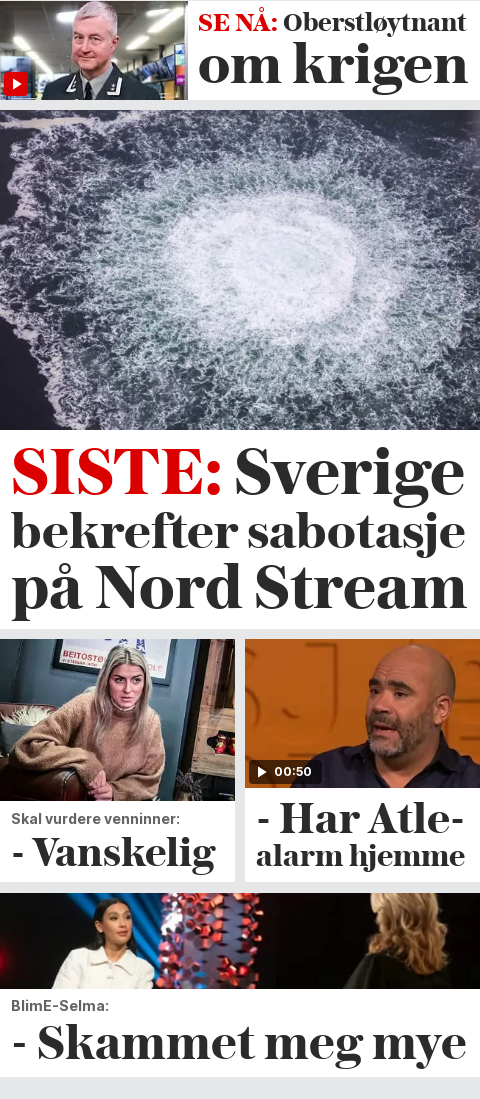 SE NÅ: Oberstløytnant
om krigen
SISTE: Sverige
bekrefter sabotasje
på Nord Stream
BEITOSTØ
00:50
Skal vurdere venninner:
- Vanskelig
- Har Atle-
alarm hjemme
BlimE-Selma:
- Skammet meg mye